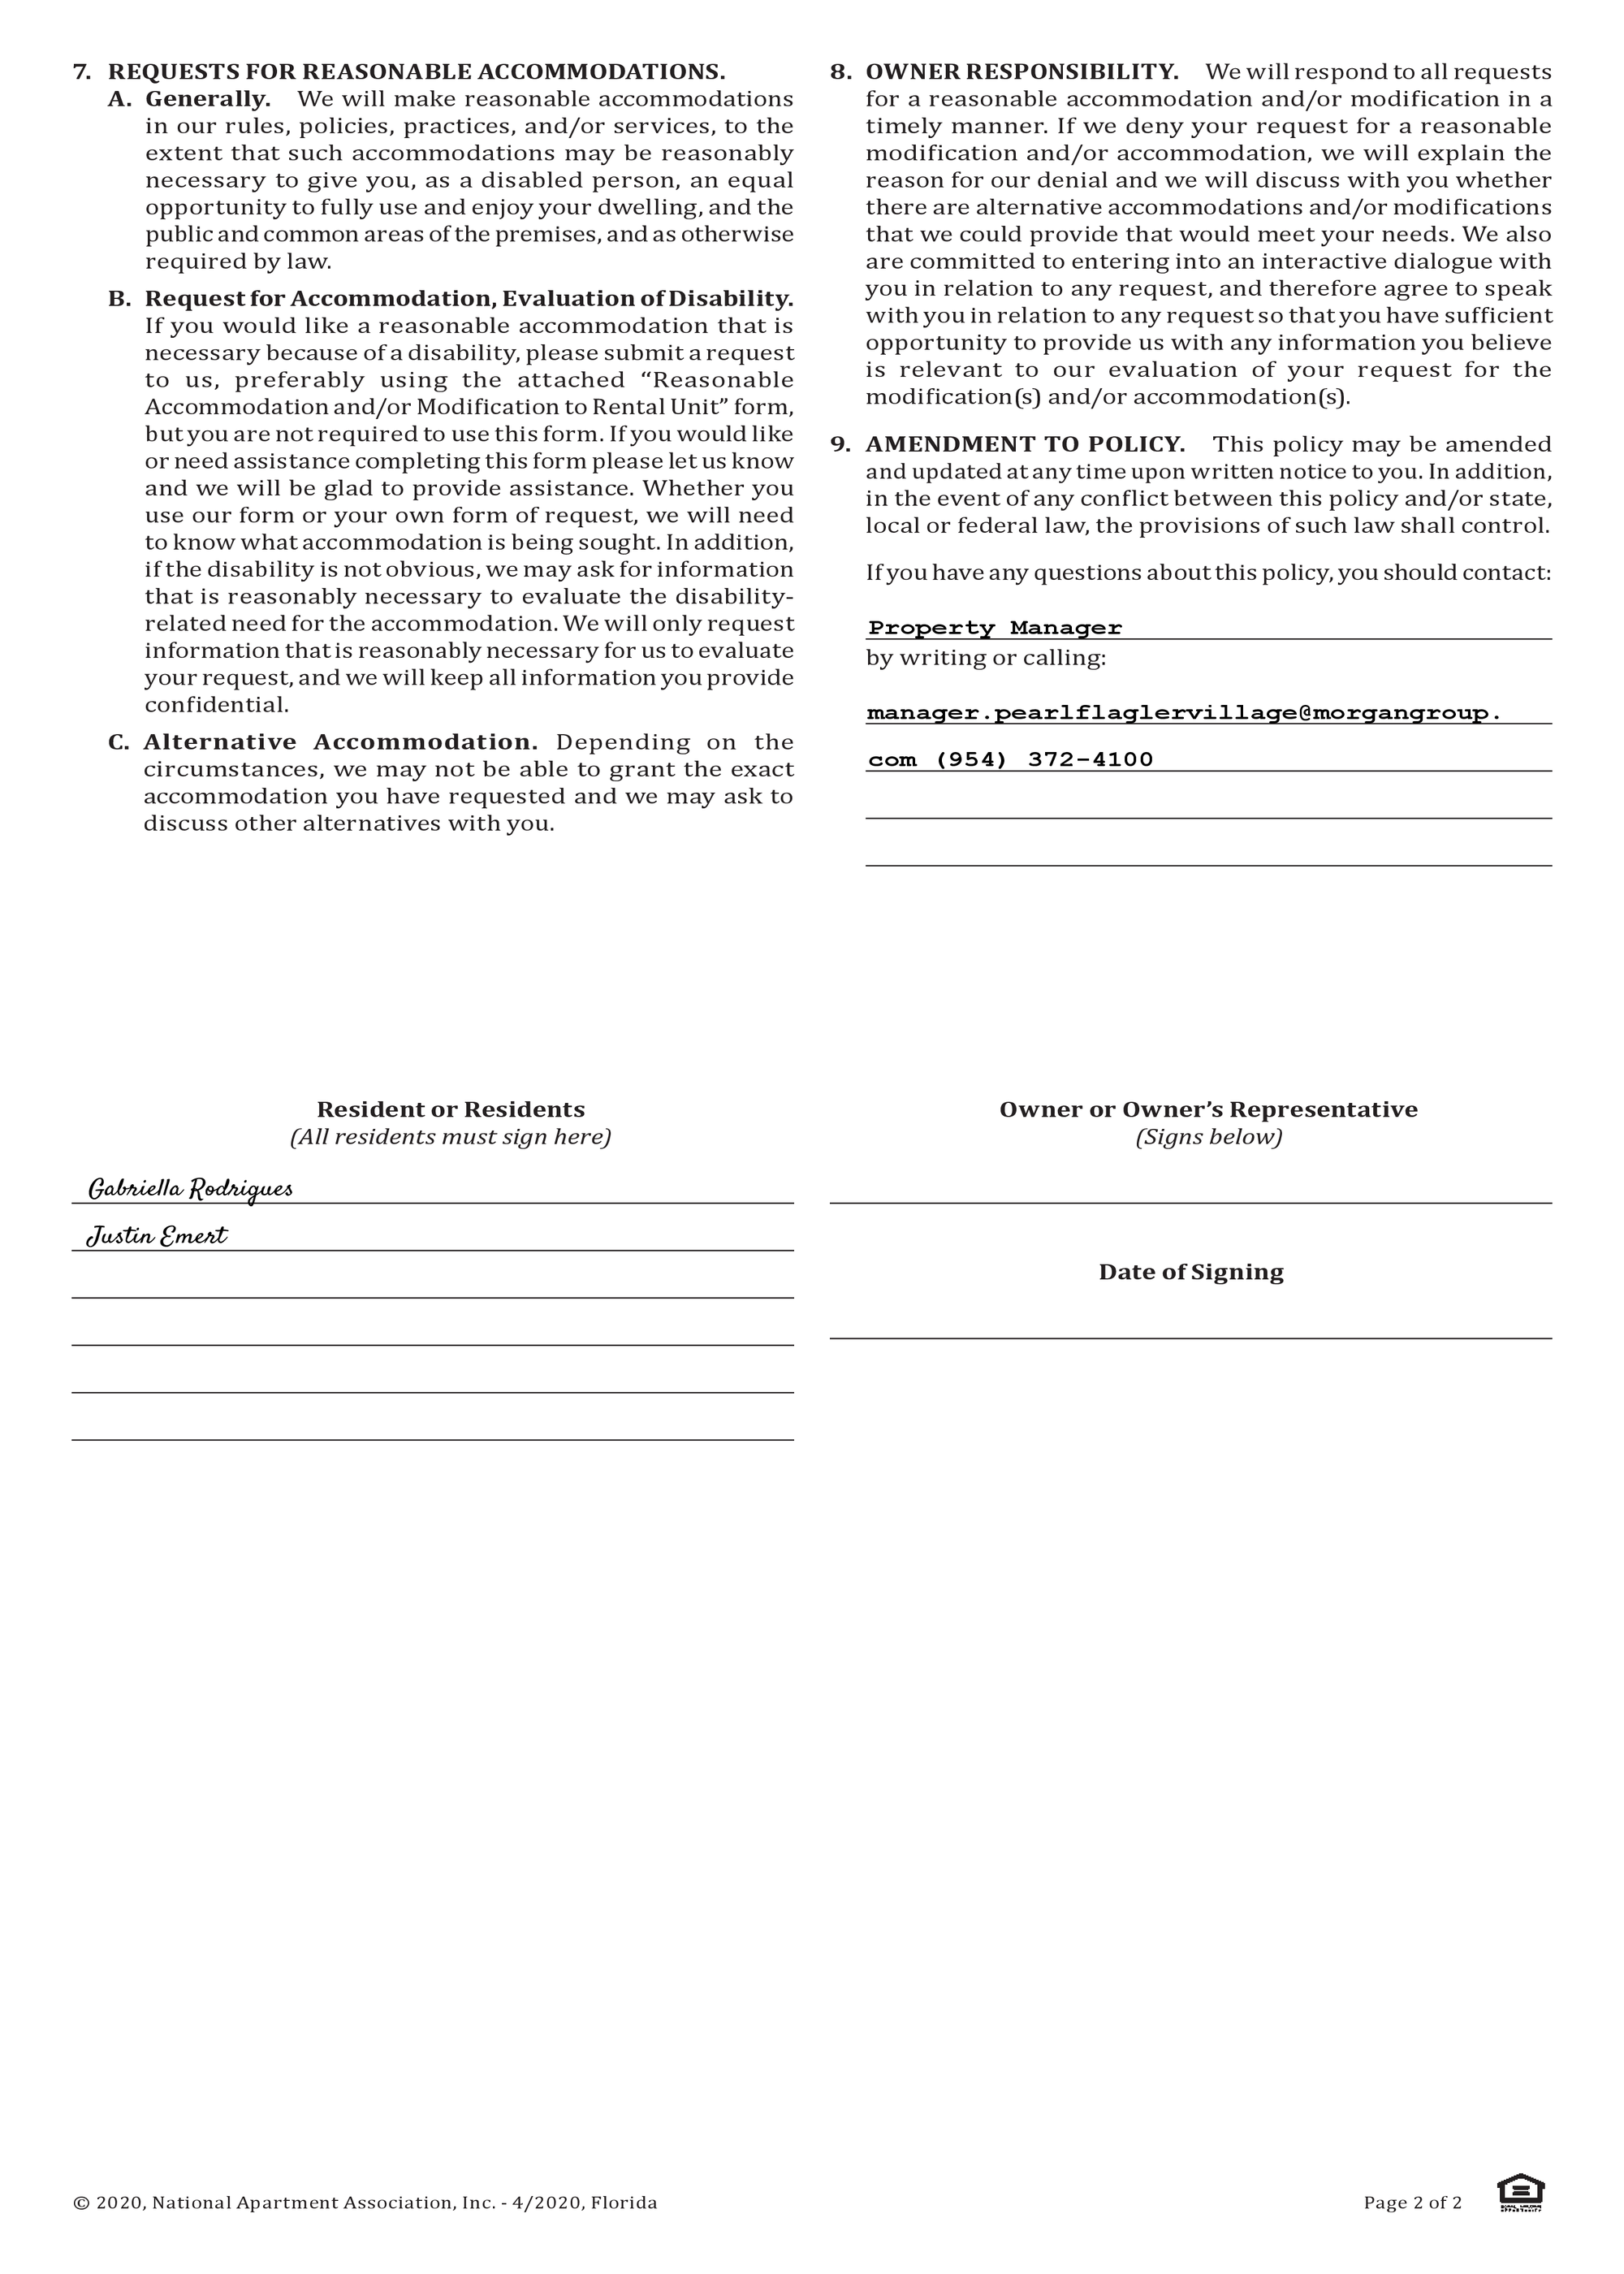 7. REQUESTS FOR REASONABLE ACCOMMODATIONS.
A. Generally. We will make reasonable accommodations
in our rules, policies, practices, and/or services, to the
extent that such accommodations may be reasonably
necessary to give you, as a disabled person, an equal
opportunity to fully use and enjoy your dwelling, and the
public and common areas of the premises, and as otherwise
required by law.
B. Request for Accommodation, Evaluation of Disability.
If you would like a reasonable accommodation that is
necessary because of a disability, please submit a request
to us, preferably using the attached “Reasonable
Accommodation and/or Modification to Rental Unit” form,
but you are not required to use this form. If you would like
or need assistance completing this form please let us know
and we will be glad to provide assistance. Whether you
use our form or your own form of request, we will need
to know what accommodation is being sought. In addition,
if the disability is not obvious, we may ask for information
that is reasonably necessary to evaluate the disability-
related need for the accommodation. We will only request
information that is reasonably necessary for us to evaluate
your request, and we will keep all information you provide
confidential.
C. Alternative Accommodation. Depending on the
circumstances, we may not be able to grant the exact
accommodation you have requested and we may ask to
discuss other alternatives with you.
8. OWNER RESPONSIBILITY. We will respond to all requests
for a reasonable accommodation and/or modification in a
timely manner. If we deny your request for a reasonable
modification and/or accommodation, we will explain the
reason for our denial and we will discuss with you whether
there are alternative accommodations and/or modifications
that we could provide that would meet your needs. We also
are committed to entering into an interactive dialogue with
you in relation to any request, and therefore agree to speak
with you in relation to any request so that you have sufficient
opportunity to provide us with any information you believe
is relevant to our evaluation of your request for the
modification(s) and/or accommodation(s).
9. AMENDMENT TO POLICY. This policy may be amended
and updated at any time upon written notice to you. In addition,
in the event of any conflict between this policy and/or state,
local or federal law, the provisions of such law shall control.
If you have any questions about this policy, you should contact:
Property Manager
by writing or calling:
manager.pearlflaglervillage@morgangroup.
com (954) 372-4100
Resident or Residents
(All residents must sign here)
Gabriella Rodrigues
Justin Emert
Owner or Owner’s Representative
(Signs below)
Date of Signing
© 2020, National Apartment Association, Inc. - 4/2020, Florida
Page 2 of 2
EQUAL HOUSING
OPPORTUNITY